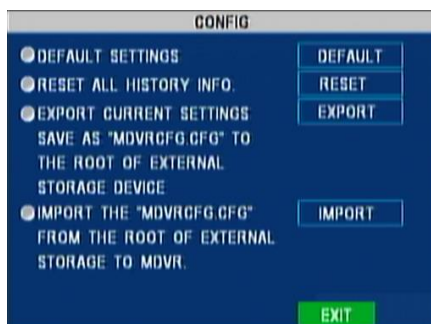 CONFIG
DEFAULT SETTINGS DEFAULT
RESET ALL HISTORY INFO. RESET
EXPORT CURRENT SETTINGS EXPORT
SAVE AS "MDVRCFG.CFG" TO
THE ROOT OF EXTERNAL
STORAGE DEVICE
IMPORT THE "MDVRCFG.CFG" IMPORT
FROM THE ROOT OF EXTERNAL
STORAGE TO MDVR.
EXIT